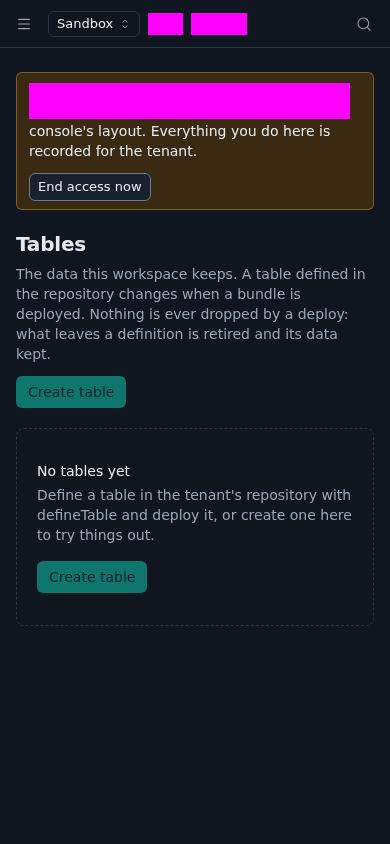 Sandbox
console's layout. Everything you do here is
recorded for the tenant.
End access now
Tables
The data this workspace keeps. A table defined in
the repository changes when a bundle is
deployed. Nothing is ever dropped by a deploy:
what leaves a definition is retired and its data
kept.
Create table
No tables yet
Define a table in the tenant's repository with
defineTable and deploy it, or create one here
to try things out.
Create table